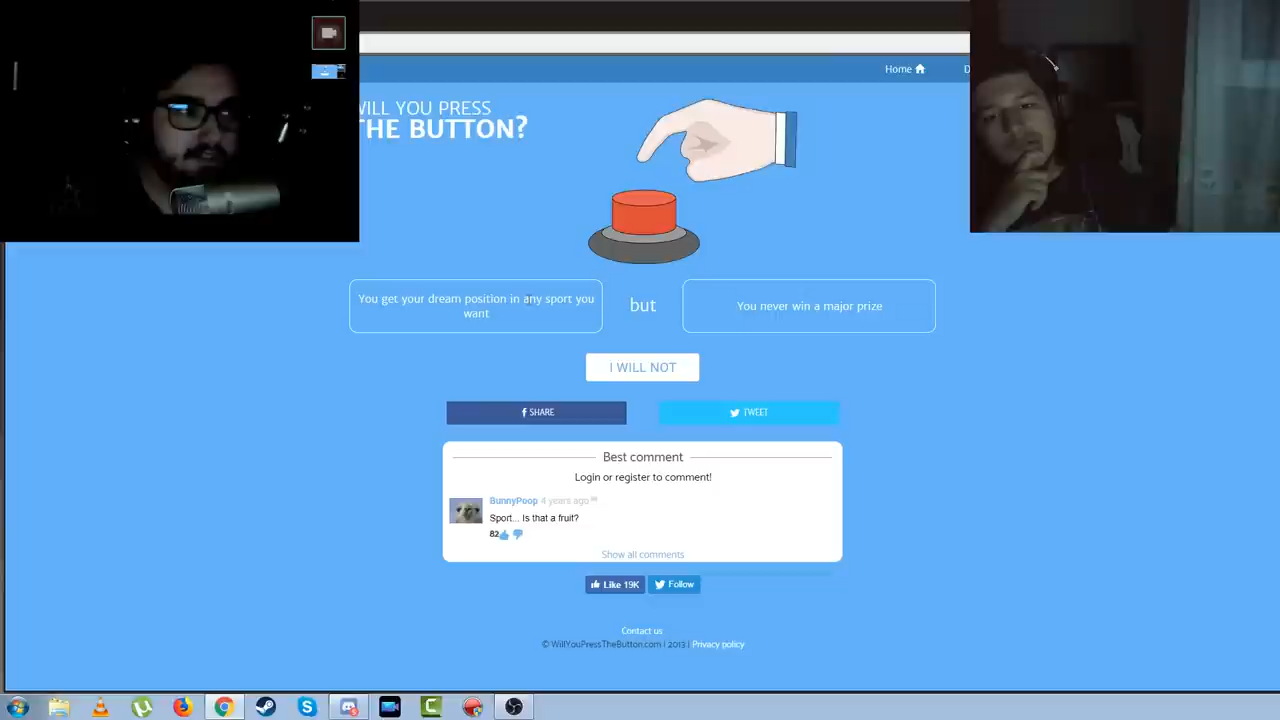 Home
WILL YOU PRESS
THE BUTTON?
You get your dream position in any sport you
want
but
You never win a major prize
I WILL NOT
SHARE
TWEET
Best comment
Login or register to comment!
BunnyPoop 4 years ago
Sport... Is that a fruit?
82
Show all comments
Like 19K
Follow
Contact us
© WillYouPressTheButton.com | 2013 | Privacy policy